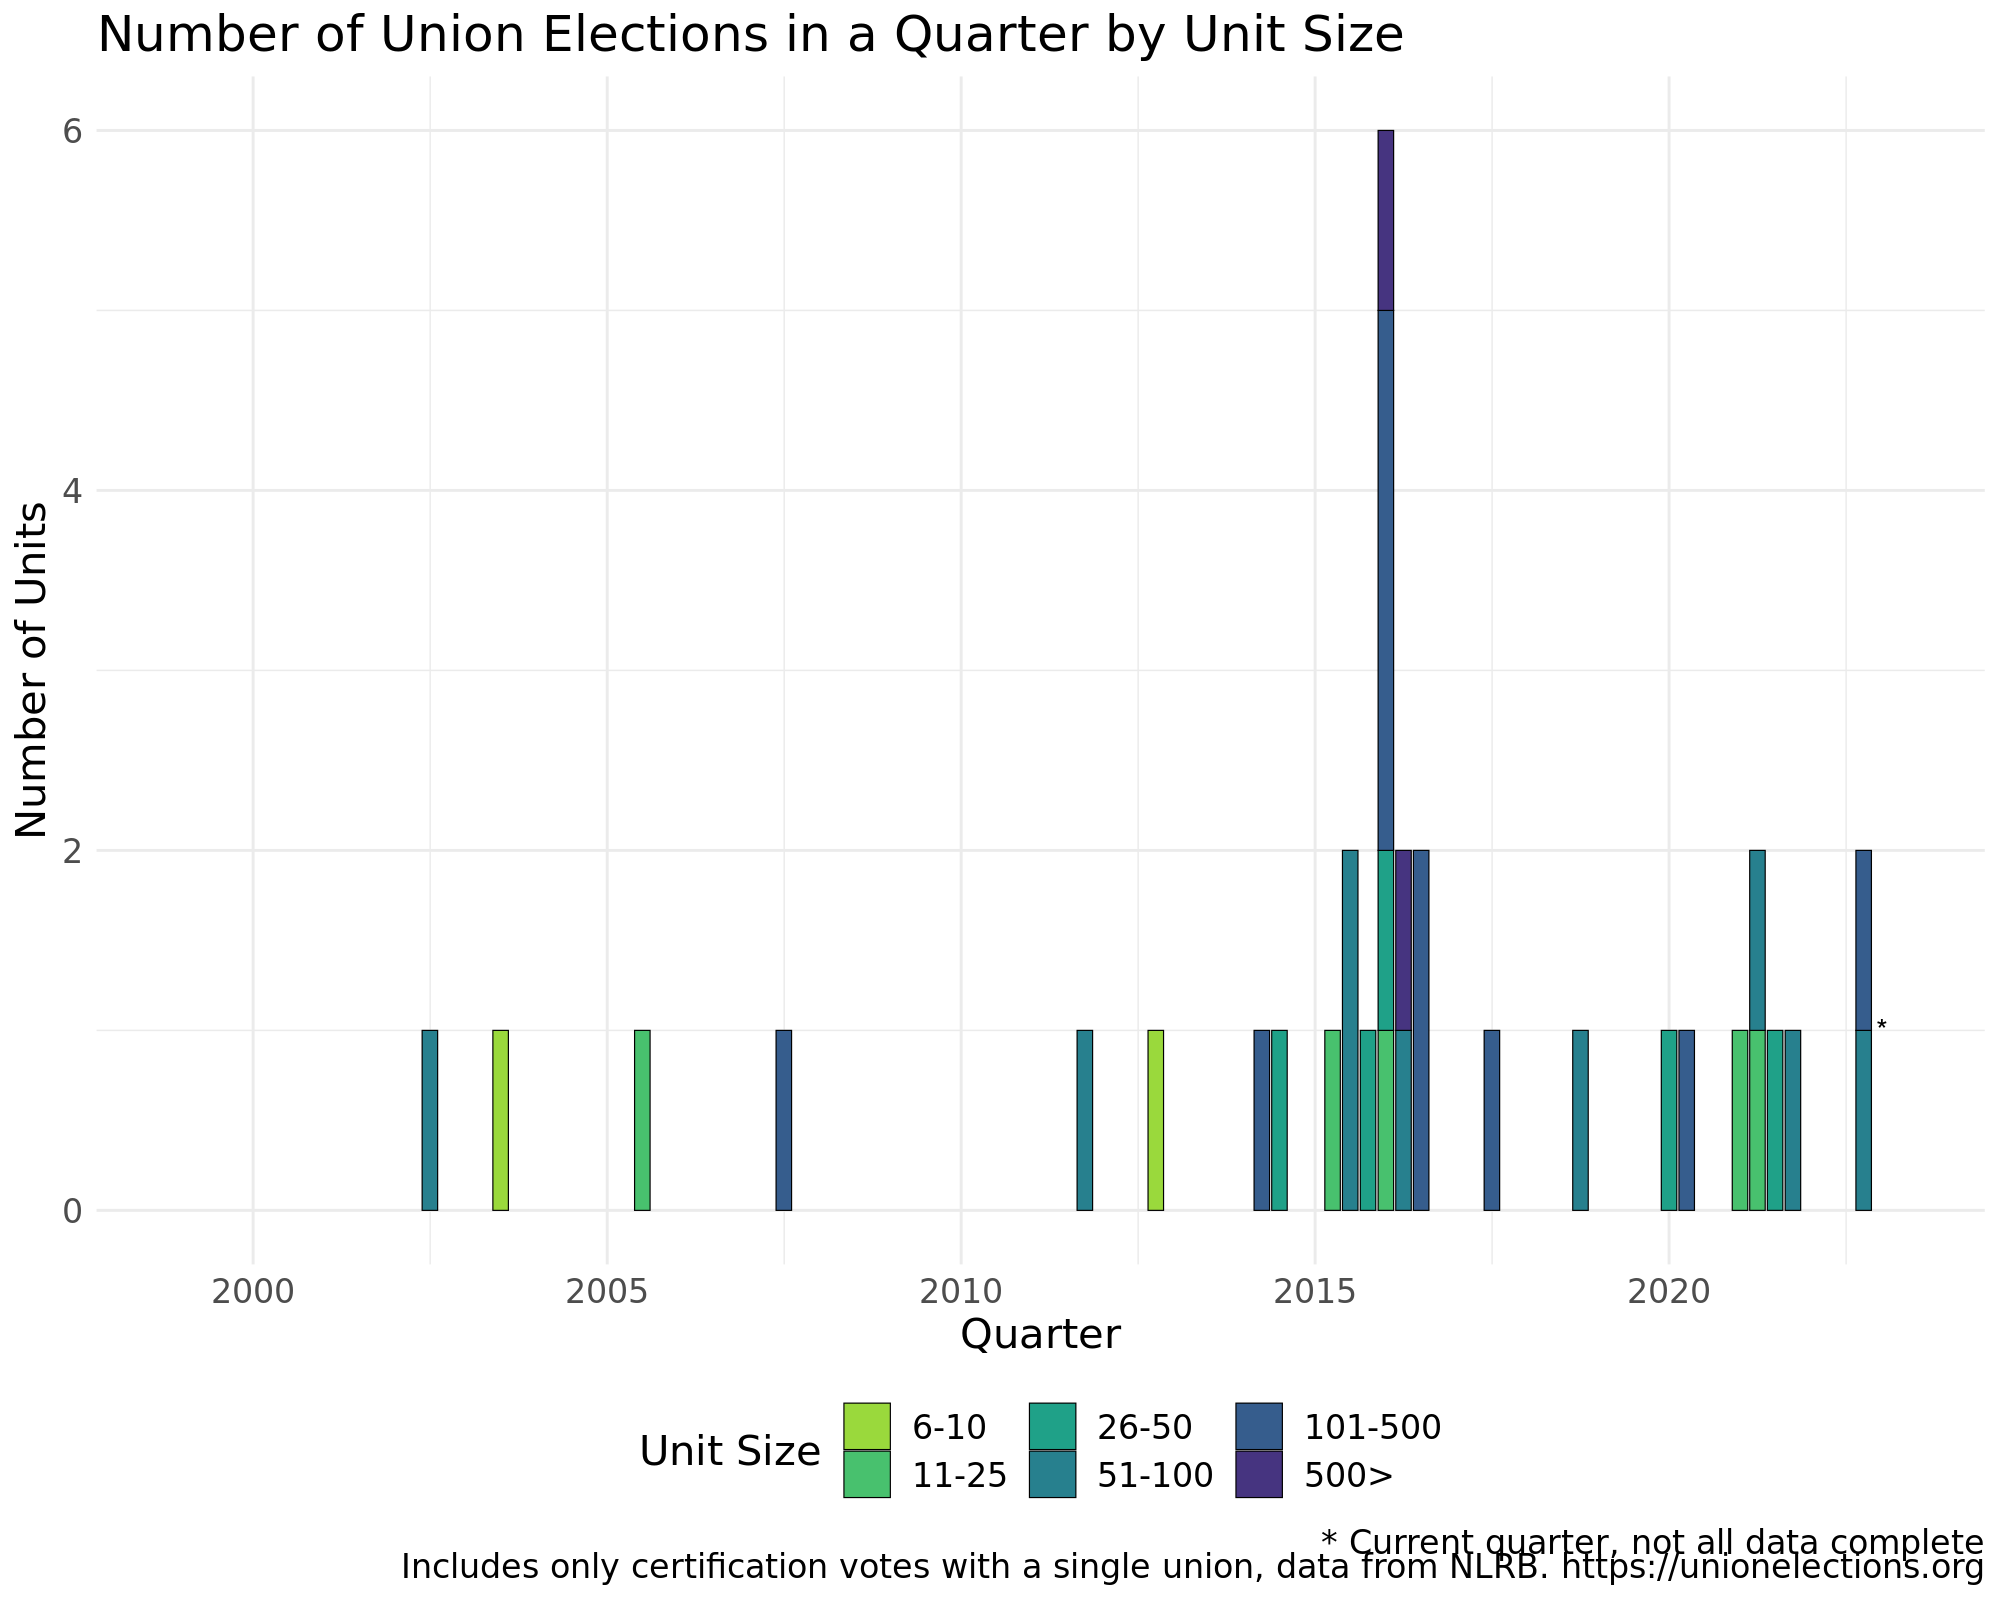 Number of Union Elections in a Quarter by Unit Size
6
4
2
0
Number of Units
*
2000 2005 2010 2015 2020
Quarter
Unit Size
6-10 26-50 101-500
11-25 51-100 500>
* Current quarter, not all data complete
Includes only certification votes with a single union, data from NLRB. https://unionelections.org